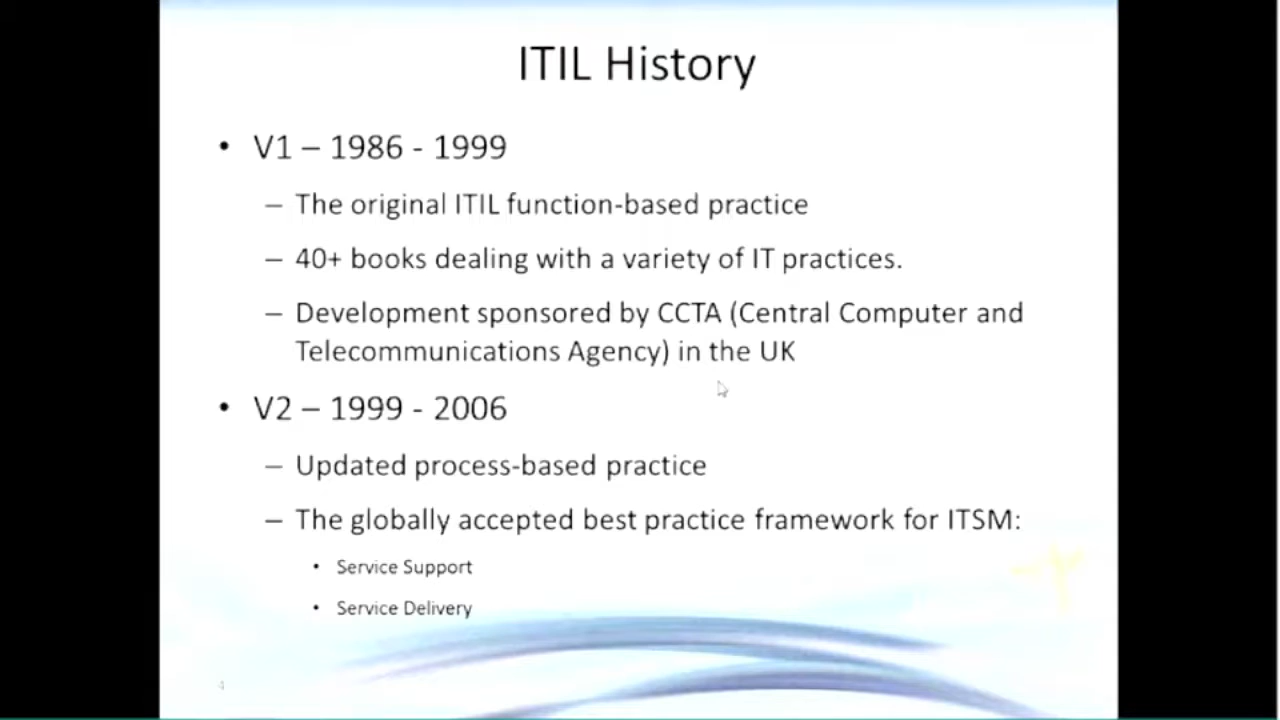 ITIL History
• V1 – 1986 - 1999
– The original ITIL function-based practice
– 40+ books dealing with a variety of IT practices.
– Development sponsored by CCTA (Central Computer and
Telecommunications Agency) in the UK
• V2 – 1999 - 2006
– Updated process-based practice
– The globally accepted best practice framework for ITSM:
• Service Support
• Service Delivery
4